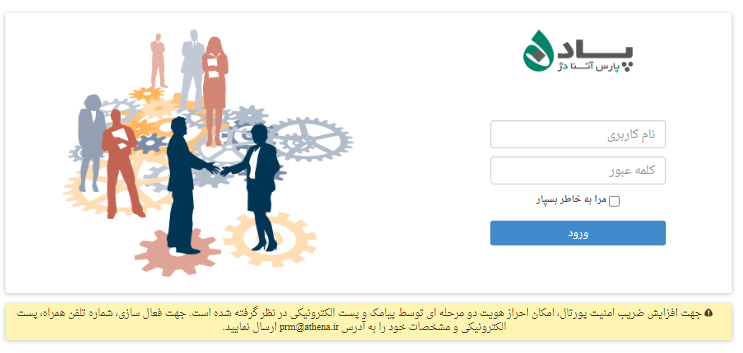 پاد
پارس آتنا دژ
نام کاربری
کلمه عبور
مرا به خاطر بسپار
ورود
جهت افزایش ضریب امنیت پورتال، امکان احراز هویت دو مرحله ای توسط پیامک و پست الکترونیکی در نظر گرفته شده است. جهت فعال سازی، شماره تلفن همراه، پست
الکترونیکی و مشخصات خود را به آدرس prm@athena.ir ارسال نمایید.